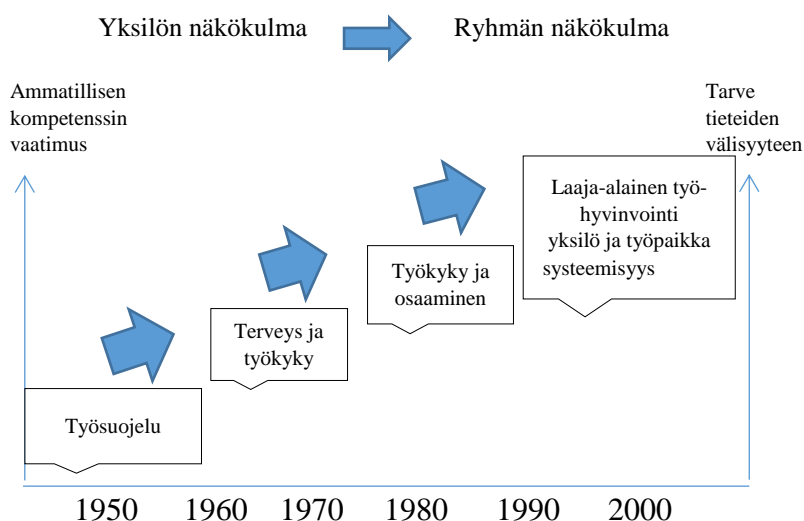 Yksilön näkökulma
Ryhmän näkökulma
Ammatillisen
kompetenssin
vaatimus
Tarve
tieteiden
välisyyteen
Laaja-alainen työ-
hyvinvointi
yksilö ja työpaikka
systeemisyys
Työkyky ja
osaaminen
Terveys ja
työkyky
Työsuojelu
1950
1960
1970
1980
1990
2000